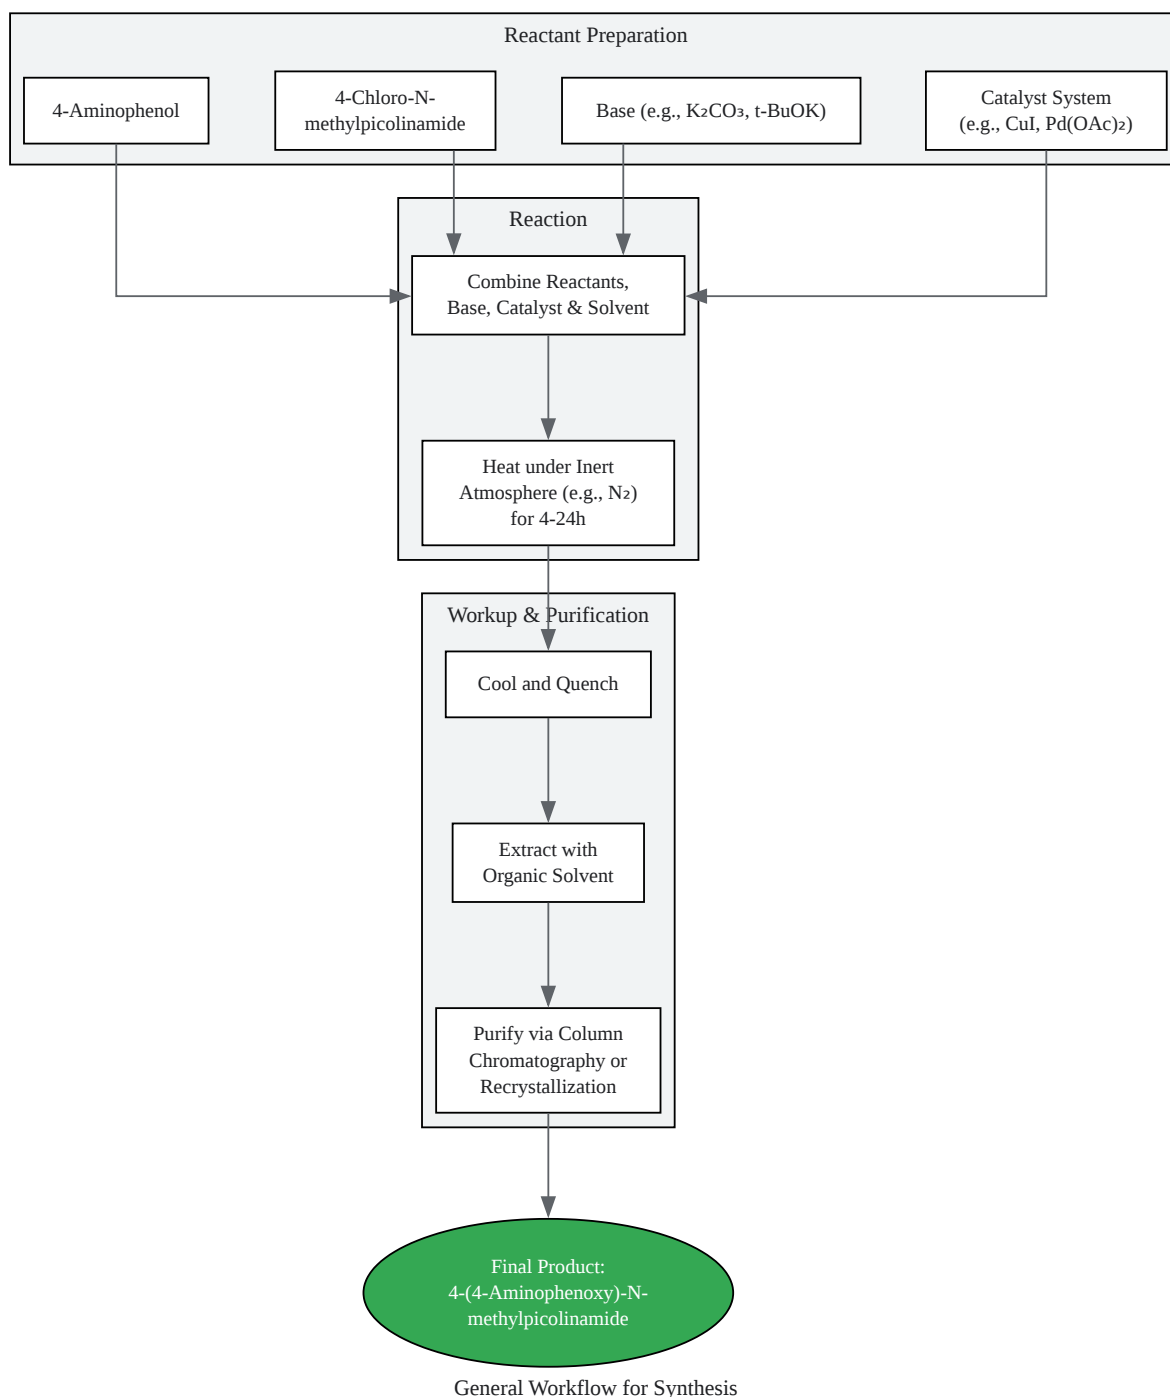 Reactant Preparation
4-Aminophenol
4-Chloro-N-
methylpicolinamide
Base (e.g., K₂CO₃, t-BuOK)
Catalyst System
(e.g., CuI, Pd(OAc)₂)
Reaction
Combine Reactants,
Base, Catalyst & Solvent
Heat under Inert
Atmosphere (e.g., N₂)
for 4-24h
Workup & Purification
Cool and Quench
Extract with
Organic Solvent
Purify via Column
Chromatography or
Recrystallization
Final Product:
4-(4-Aminophenoxy)-N-
methylpicolinamide
General Workflow for Synthesis